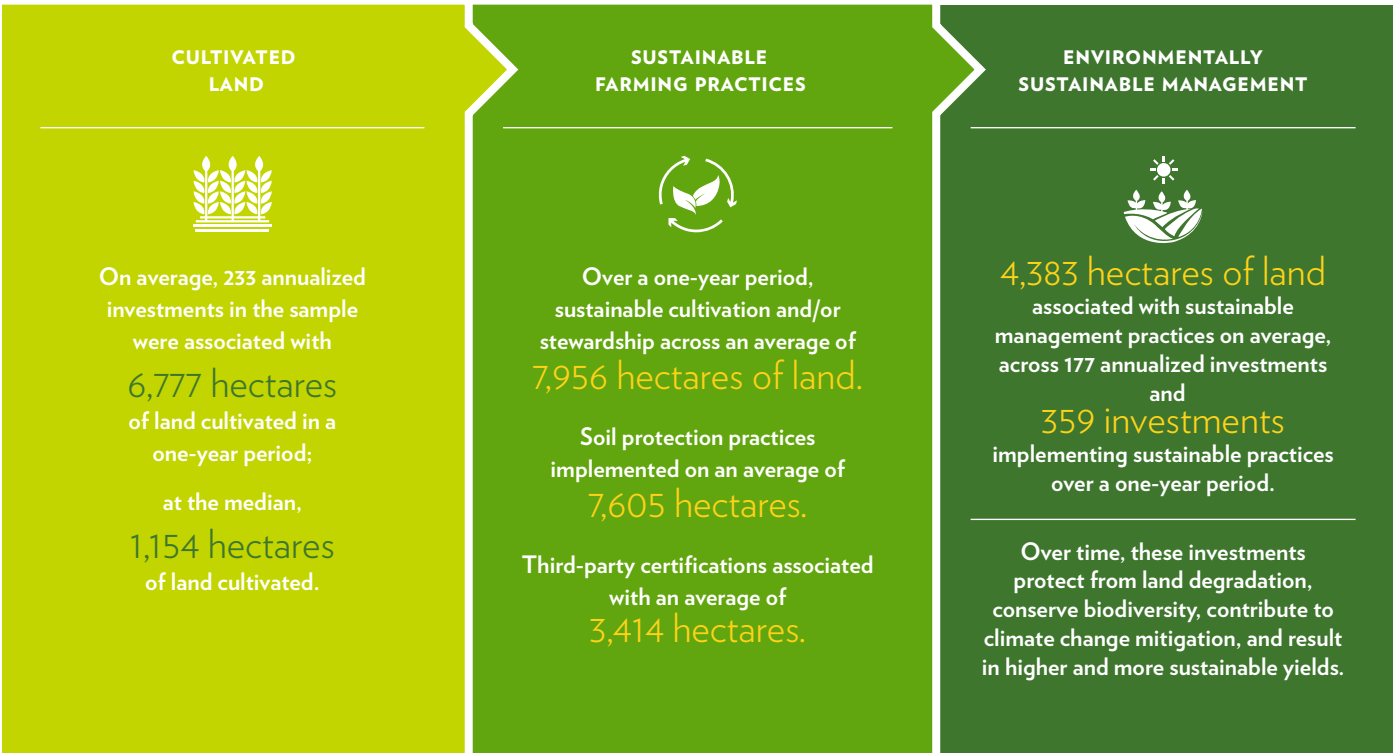 CULTIVATED
LAND
On average, 233 annualized
investments in the sample
were associated with
6,777 hectares
of land cultivated in a
one-year period;
at the median,
1,154 hectares
of land cultivated.
SUSTAINABLE
FARMING PRACTICES
Over a one-year period,
sustainable cultivation and/or
stewardship across an average of
7,956 hectares of land.
Soil protection practices
implemented on an average of
7,605 hectares.
Third-party certifications associated
with an average of
3,414 hectares.
ENVIRONMENTALLY
SUSTAINABLE MANAGEMENT
4,383 hectares of land
associated with sustainable
management practices on average,
across 177 annualized investments
and
359 investments
implementing sustainable practices
over a one-year period.
Over time, these investments
protect from land degradation,
conserve biodiversity, contribute to
climate change mitigation, and result
in higher and more sustainable yields.